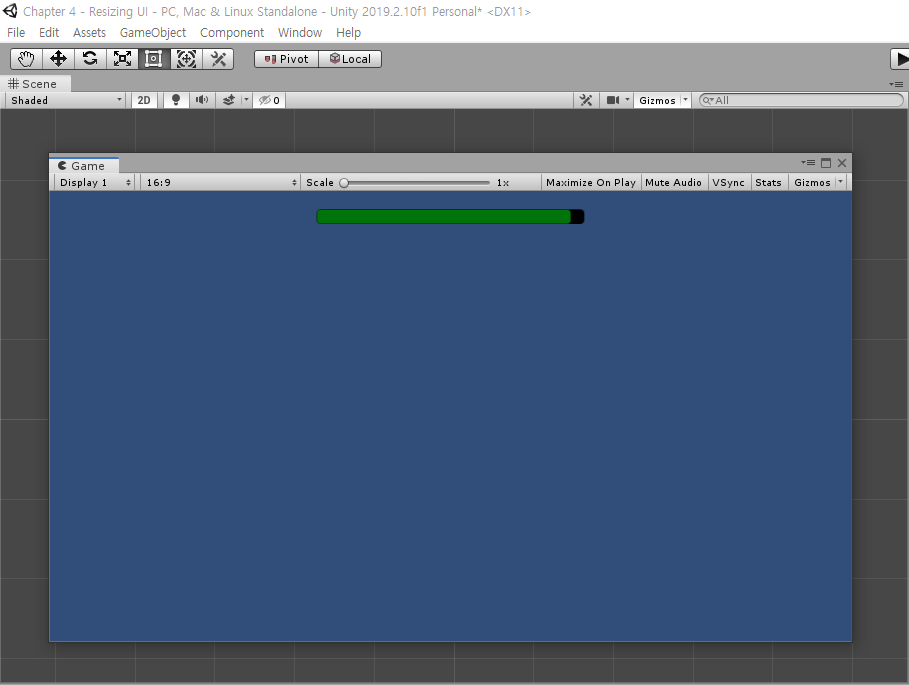 Chapter 4 - Resizing UI - PC, Mac & Linux Standalone - Unity 2019.2.10f1 Personal* <DX11>
File Edit Assets GameObject Component Window Help
Pivot Local
Scene
Shaded 2D 0 Gizmos All
Game
Display 1 16:9 Scale 1x Maximize On Play Mute Audio VSync Stats Gizmos